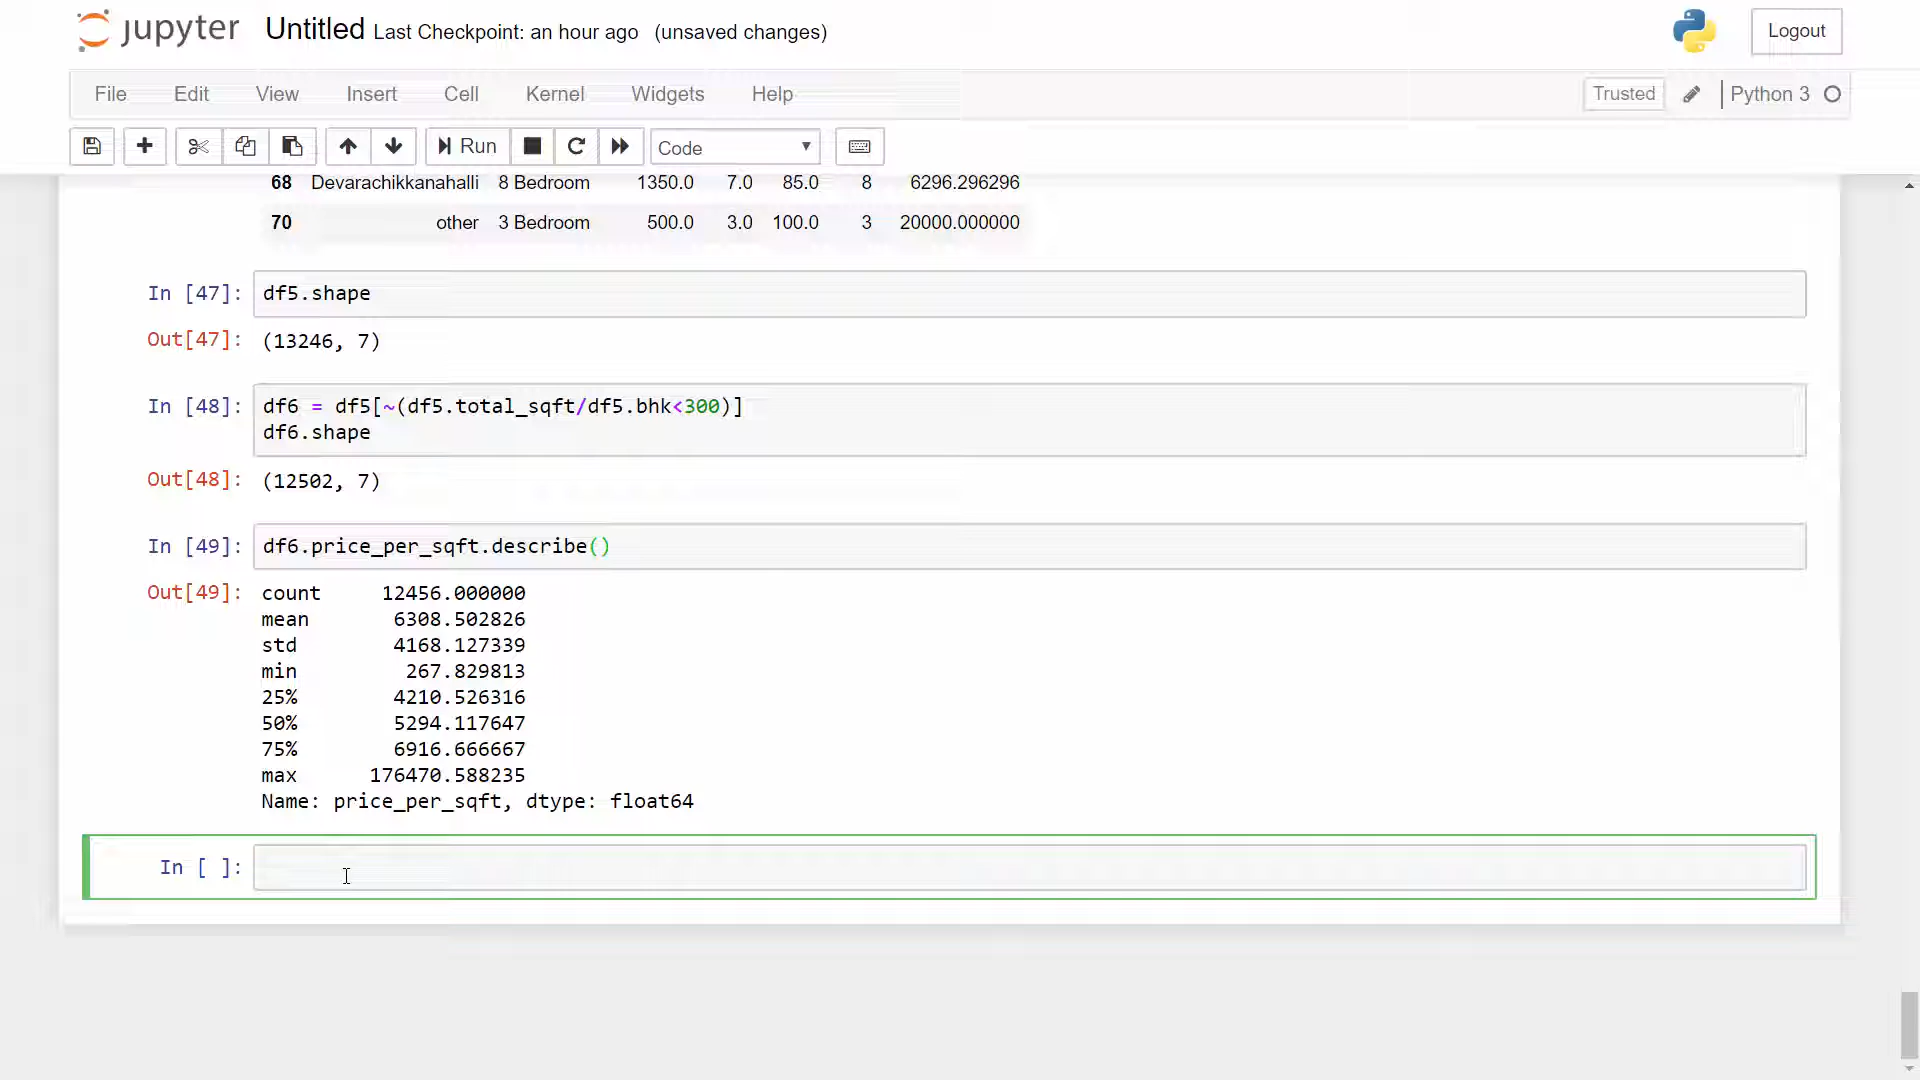 jupyter Untitled Last Checkpoint: an hour ago (unsaved changes) Logout
File Edit View Insert Cell Kernel Widgets Help Trusted Python 3
Run Code
68 Devarachikkanahalli 8 Bedroom 1350.0 7.0 85.0 8 6296.296296
70 other 3 Bedroom 500.0 3.0 100.0 3 20000.000000
In [47]: df5.shape
Out[47]: (13246, 7)
In [48]: df6 = df5[~(df5.total_sqft/df5.bhk<300)]
df6.shape
Out[48]: (12502, 7)
In [49]: df6.price_per_sqft.describe()
Out[49]: count 12456.000000
mean 6308.502826
std 4168.127339
min 267.829813
25% 4210.526316
50% 5294.117647
75% 6916.666667
max 176470.588235
Name: price_per_sqft, dtype: float64
In [ ]: